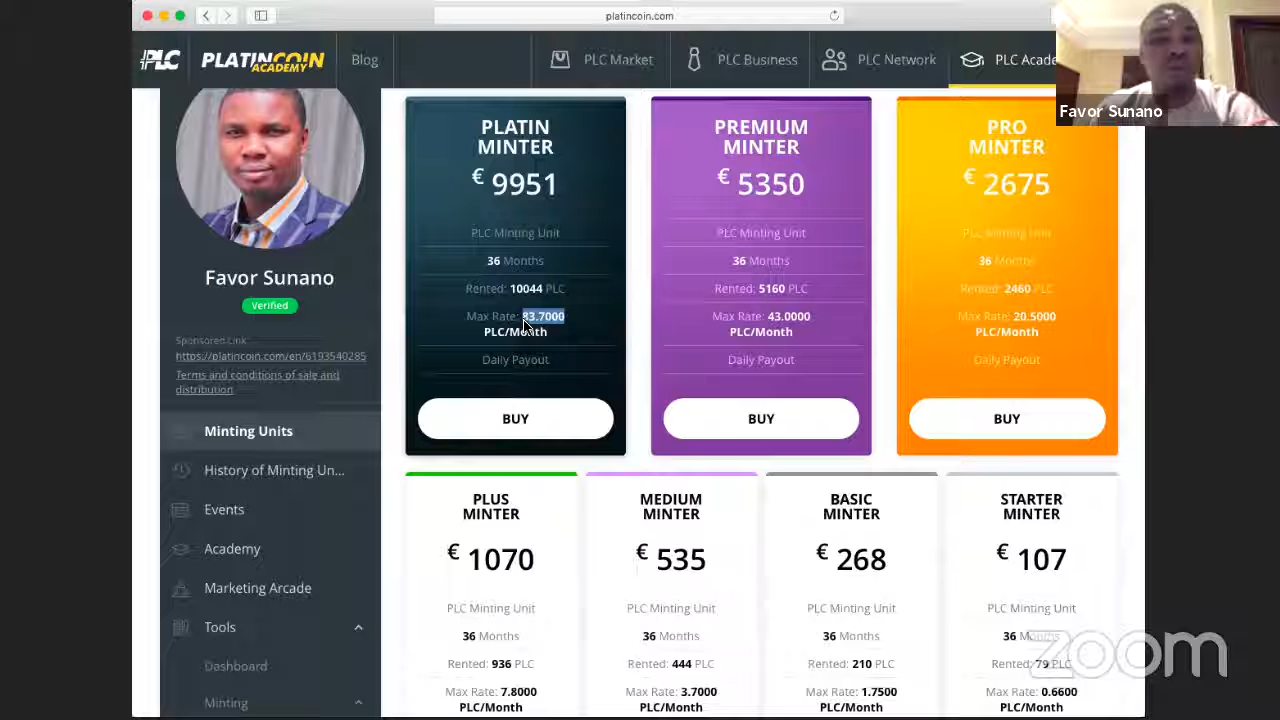 platincoin.com
PLC
PLATINCOIN
ACADEMY
Blog
PLC Market
PLC Business
PLC Network
PLC Acade
Favor Sunano
Favor Sunano
Verified
Sponsored Link
https://platincoin.com/en/6193540285
Terms and conditions of sale and
distribution
Minting Units
History of Minting Un...
Events
Academy
Marketing Arcade
Tools
Dashboard
Minting
PLATIN
MINTER
€ 9951
PLC Minting Unit
36 Months
Rented: 10044 PLC
Max Rate: 83.7000
PLC/Month
Daily Payout
BUY
PREMIUM
MINTER
€ 5350
PLC Minting Unit
36 Months
Rented: 5160 PLC
Max Rate: 43.0000
PLC/Month
Daily Payout
BUY
PRO
MINTER
€ 2675
PLC Minting Unit
36 Months
Rented: 2460 PLC
Max Rate: 20.5000
PLC/Month
Daily Payout
BUY
PLUS
MINTER
€ 1070
PLC Minting Unit
36 Months
Rented: 936 PLC
Max Rate: 7.8000
PLC/Month
MEDIUM
MINTER
€ 535
PLC Minting Unit
36 Months
Rented: 444 PLC
Max Rate: 3.7000
PLC/Month
BASIC
MINTER
€ 268
PLC Minting Unit
36 Months
Rented: 210 PLC
Max Rate: 1.7500
PLC/Month
STARTER
MINTER
€ 107
PLC Minting Unit
36 Months
Rented: 79 PLC
Max Rate: 0.6600
PLC/Month
zoom